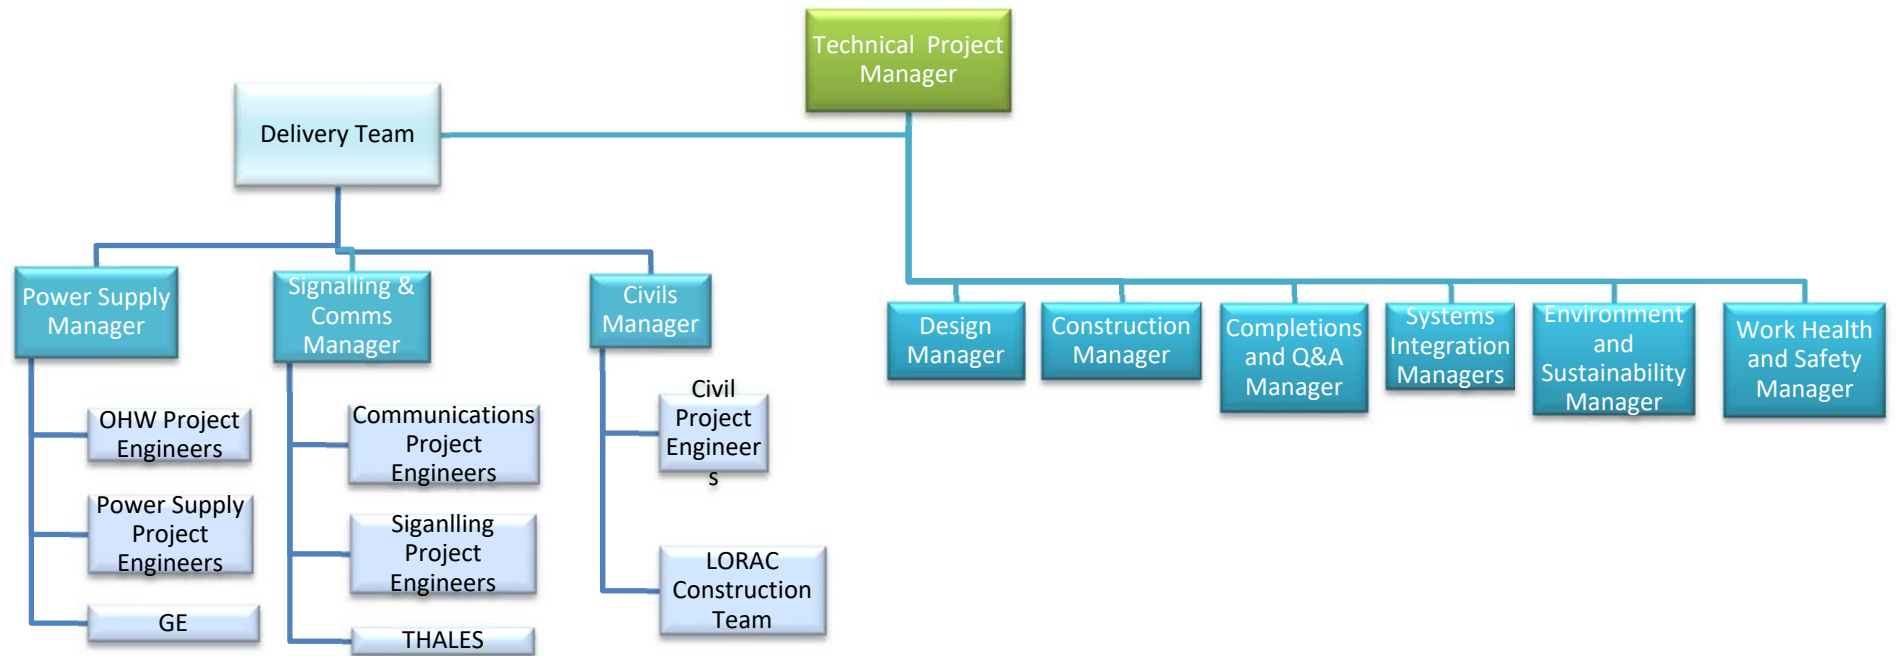 Technical Project
Manager
Delivery Team
Power Supply
Manager
Signalling &
Comms
Manager
Civils
Manager
Design
Manager
Construction
Manager
Completions
and Q&A
Manager
Systems
Integration
Managers
Environment
and
Sustainability
Manager
Work Health
and Safety
Manager
OHW Project
Engineers
Power Supply
Project
Engineers
GE
Communications
Project
Engineers
Siganlling
Project
Engineers
THALES
Civil
Project
Engineer
s
LORAC
Construction
Team